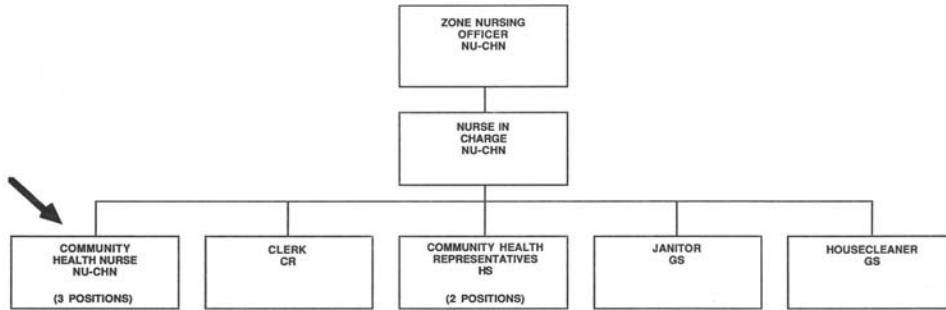 ZONE NURSING
OFFICER
NU-CHN
NURSE IN
CHARGE
NU-CHN
COMMUNITY
HEALTH NURSE
NU-CHN
(3 POSITIONS)
CLERK
CR
COMMUNITY HEALTH
REPRESENTATIVES
HS
(2 POSITIONS)
JANITOR
GS
HOUSECLEANER
GS